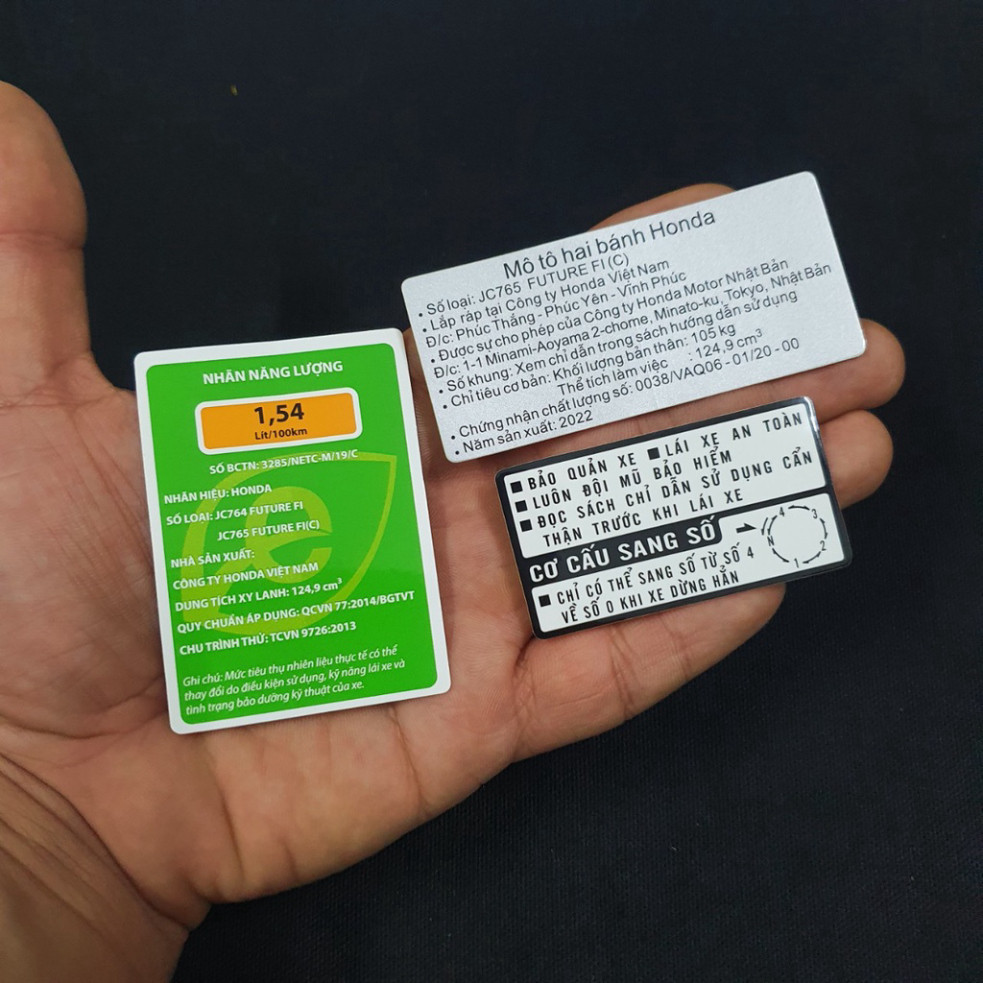 NHÃN NĂNG LƯỢNG
1,54
Lít/100km
SỐ BCTN: 3285/NETC-M/19/C
NHÃN HIỆU: HONDA
SỐ LOẠI: JC764 FUTURE FI
JC765 FUTURE FI(C)
NHÀ SẢN XUẤT:
CÔNG TY HONDA VIỆT NAM
DUNG TÍCH XY LANH: 124,9 cm³
QUY CHUẨN ÁP DỤNG: QCVN 77:2014/BGTVT
CHU TRÌNH THỬ: TCVN 9726:2013
Ghi chú: Mức tiêu thụ nhiên liệu thực tế có thể
thay đổi do điều kiện sử dụng, kỹ năng lái xe và
tình trạng bảo dưỡng kỹ thuật của xe.
Mô tô hai bánh Honda
• Số loại: JC765 FUTURE FI (C)
• Lắp ráp tại Công ty Honda Việt Nam
Đ/c: Phúc Thắng - Phúc Yên - Vĩnh Phúc
• Được sự cho phép của Công ty Honda Motor Nhật Bản
Đ/c: 1-1 Minami-Aoyama 2-chome, Minato-ku, Tokyo, Nhật Bản
• Số khung: Xem chỉ dẫn trong sách hướng dẫn sử dụng
• Chỉ tiêu cơ bản: Khối lượng bản thân: 105 kg
Thể tích làm việc : 124,9 cm³
• Chứng nhận chất lượng số: 0038/VAQ06 - 01/20 - 00
• Năm sản xuất: 2022
■ BẢO QUẢN XE ■ LÁI XE AN TOÀN
■ LUÔN ĐỘI MŨ BẢO HIỂM
■ ĐỌC SÁCH CHỈ DẪN SỬ DỤNG CẨN
THẬN TRƯỚC KHI LÁI XE
CƠ CẤU SANG SỐ
N 1 2 3 4
■ CHỈ CÓ THỂ SANG SỐ TỪ SỐ 4
VỀ SỐ 0 KHI XE DỪNG HẲN